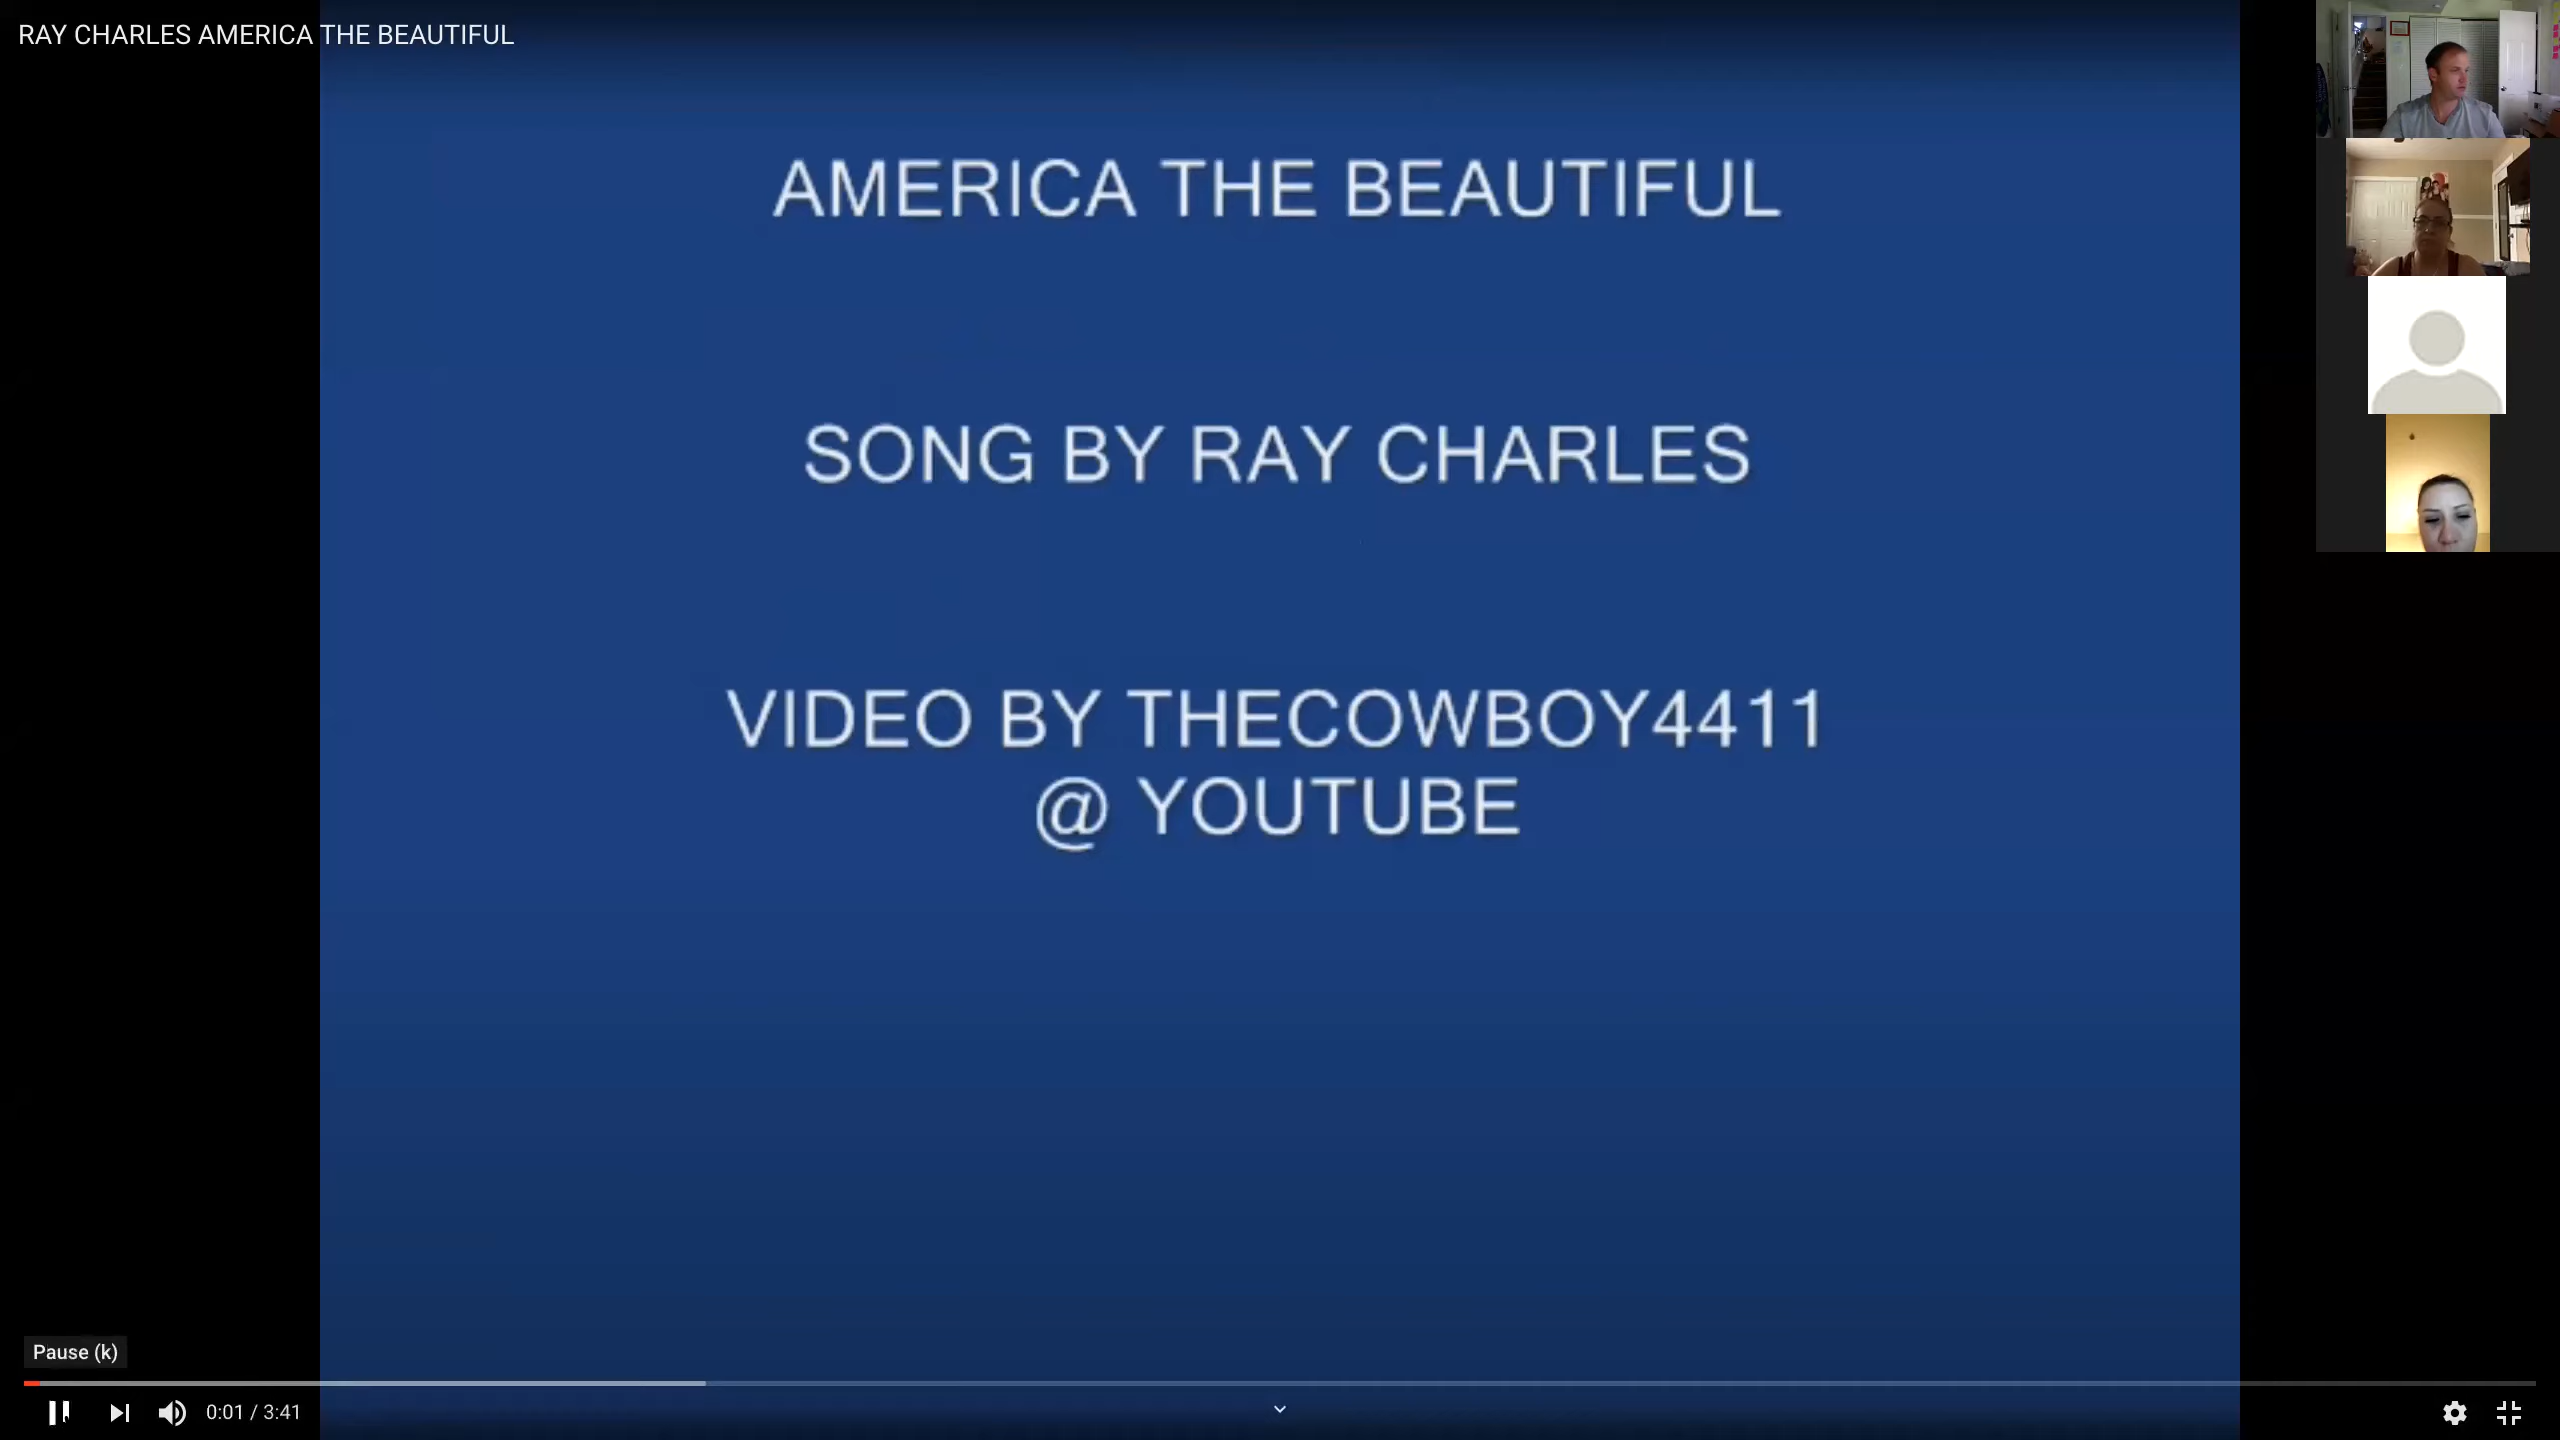 RAY CHARLES AMERICA THE BEAUTIFUL
AMERICA THE BEAUTIFUL
SONG BY RAY CHARLES
VIDEO BY THECOWBOY4411
@ YOUTUBE
Pause (k)
0:01 / 3:41